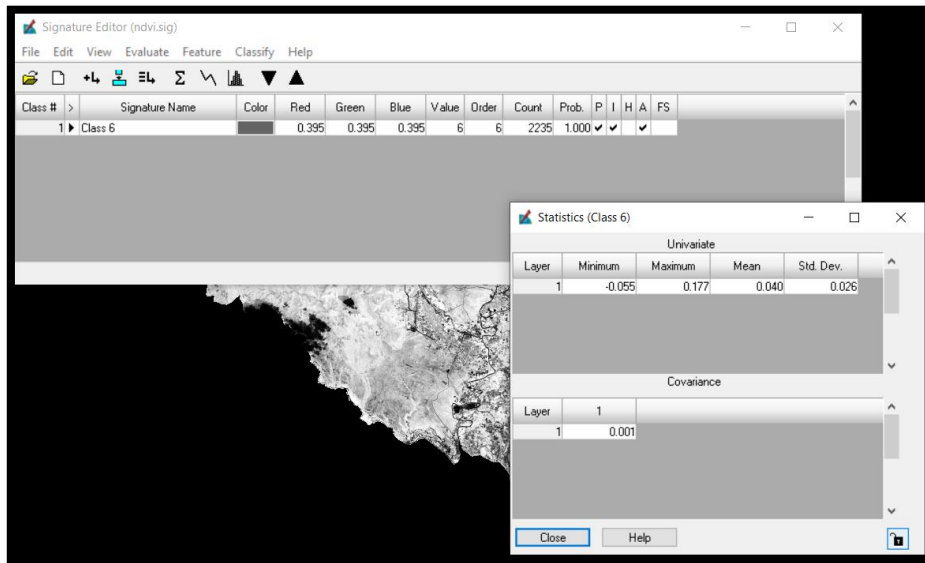 Signature Editor (ndvi.sig)
File Edit View Evaluate Feature Classify Help
Class # > Signature Name Color Red Green Blue Value Order Count Prob. P I H A FS
1 Class 6 0.395 0.395 0.395 6 6 2235 1.000
Statistics (Class 6)
Univariate
Layer Minimum Maximum Mean Std. Dev.
1 -0.055 0.177 0.040 0.026
Covariance
Layer 1
1 0.001
Close Help